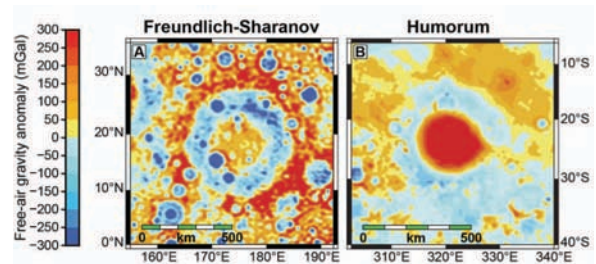 Freundlich-Sharanov
Humorum
Free-air gravity anomaly (mGal)
300
250
200
150
100
50
0
−50
−100
−150
−200
−250
−300
A
30°N
20°N
10°N
0°N
0 km 500
160°E 170°E 180°E 190°E
B
10°S
20°S
30°S
40°S
0 km 500
310°E 320°E 330°E 340°E